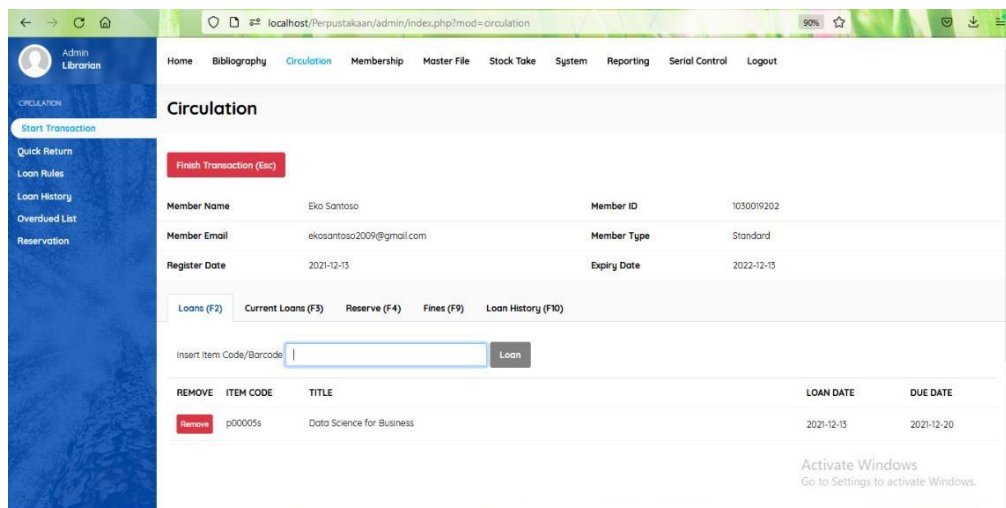 localhost/Perpustakaan/admin/index.php?mod=circulation 90%
Admin
Librarian
Home Bibliography Circulation Membership Master File Stock Take System Reporting Serial Control Logout
CIRCULATION
Start Transaction
Quick Return
Loan Rules
Loan History
Overdued List
Reservation
Circulation
Finish Transaction (Esc)
Member Name Eko Santoso Member ID 1030019202
Member Email ekosantoso2009@gmail.com Member Type Standard
Register Date 2021-12-13 Expiry Date 2022-12-13
Loans (F2) Current Loans (F3) Reserve (F4) Fines (F9) Loan History (F10)
Insert Item Code/Barcode Loan
REMOVE ITEM CODE TITLE LOAN DATE DUE DATE
Remove p00005s Data Science for Business 2021-12-13 2021-12-20
Activate Windows
Go to Settings to activate Windows.